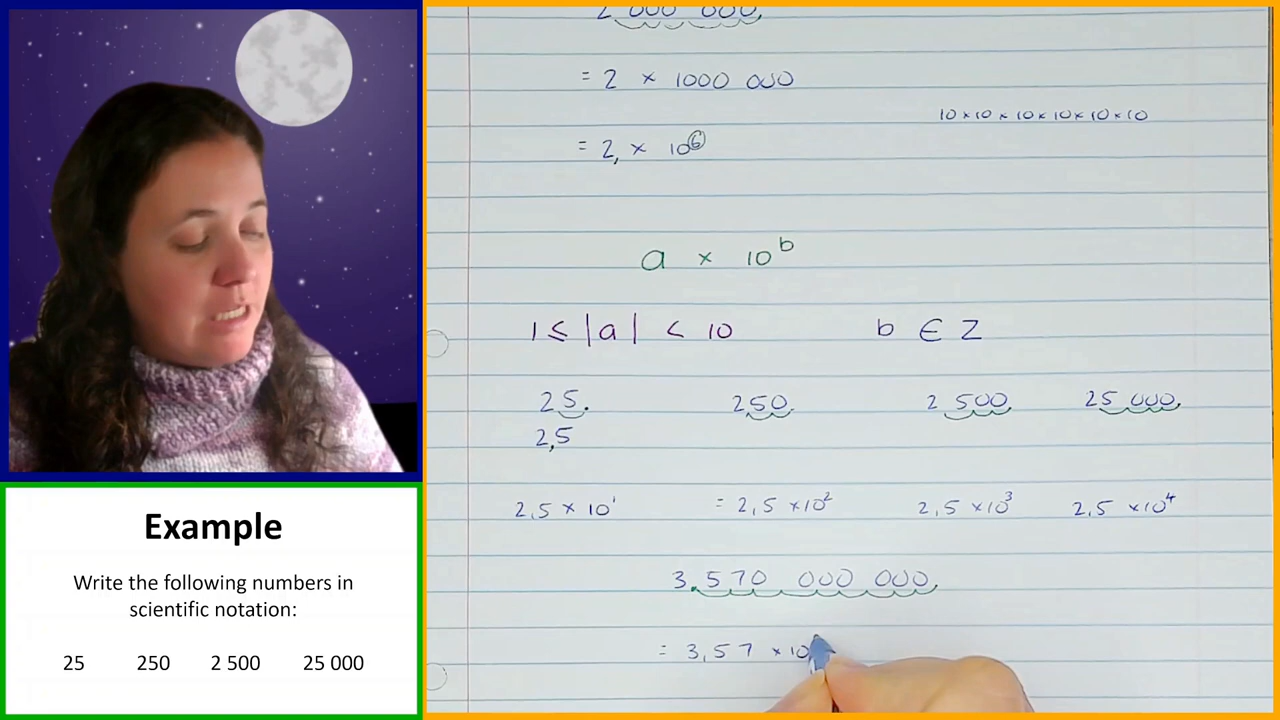 2 000 000,
= 2 × 1000 000
10×10×10×10×10×10
= 2, × 10⁶
a × 10ᵇ
1 ≤ |a| < 10 b ∈ Z
25, 250, 2 500, 25 000,
2,5
2,5 × 10¹ = 2,5 ×10² 2,5 ×10³ 2,5 ×10⁴
3,570 000 000,
= 3,57 ×10
Example
Write the following numbers in
scientific notation:
25 250 2 500 25 000